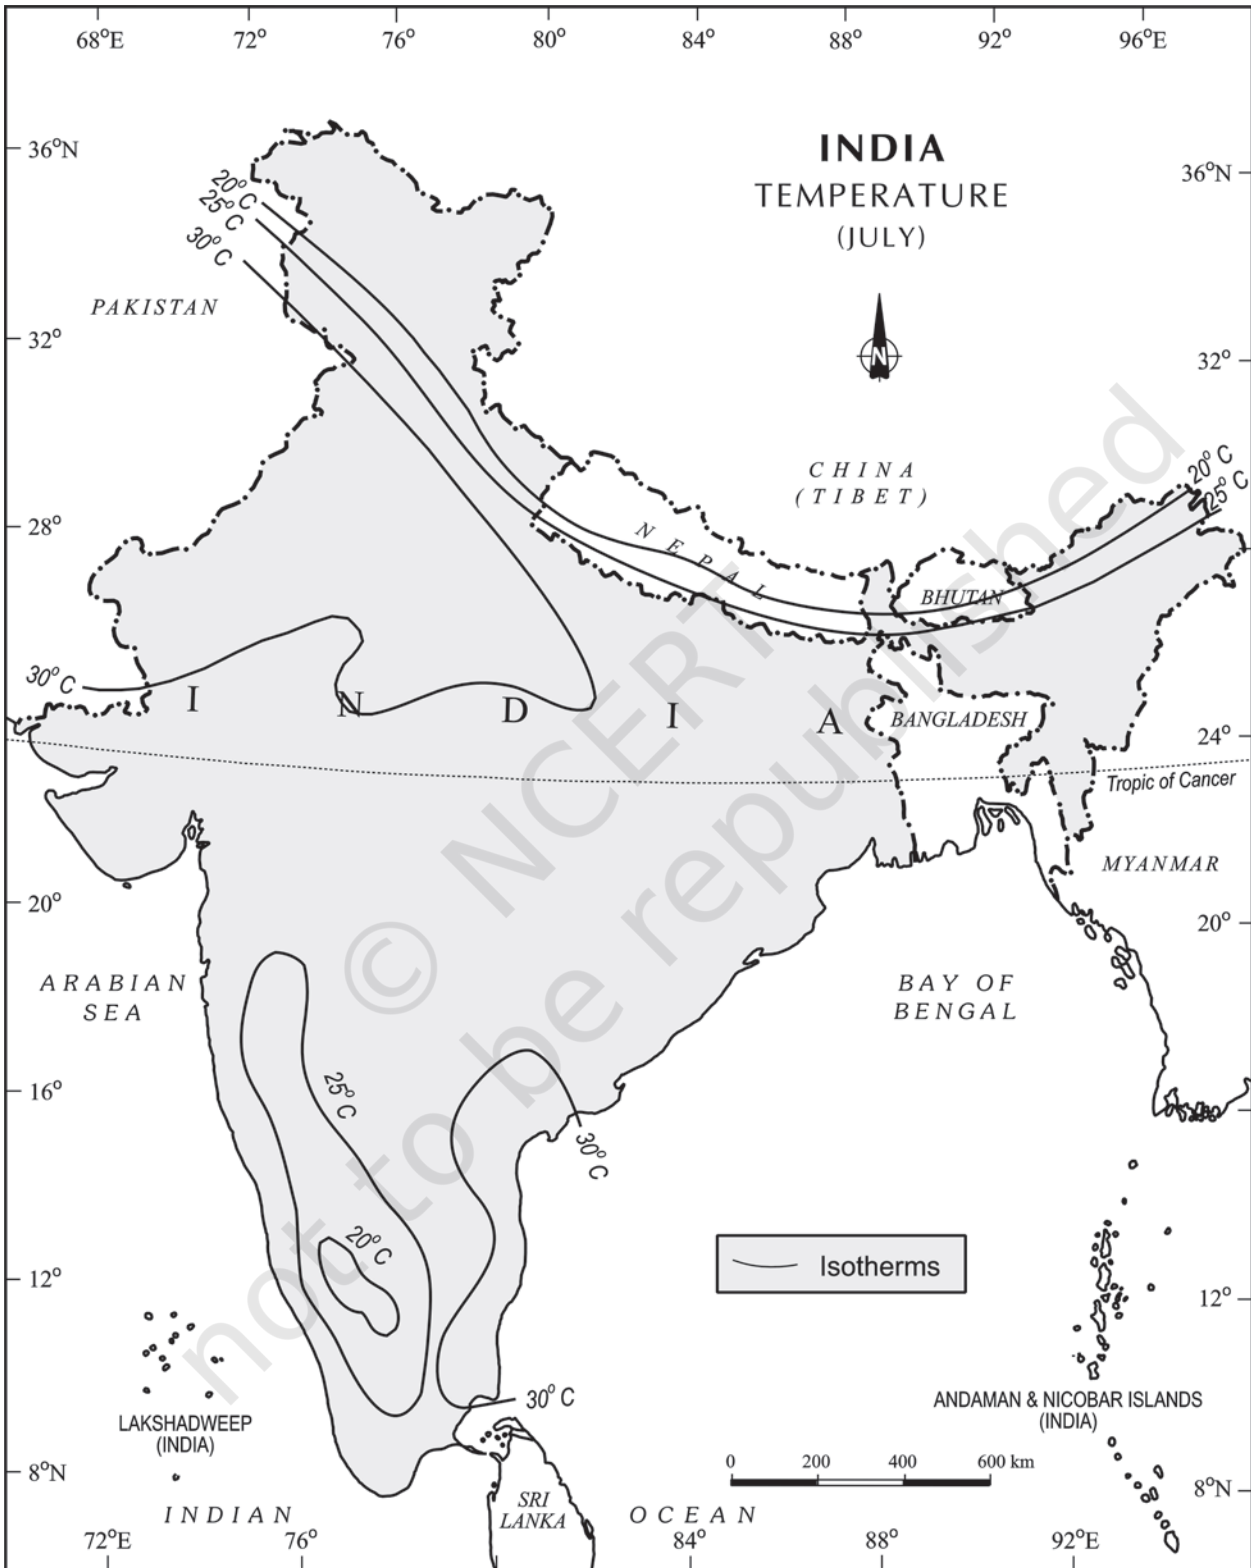 68°E 72° 76° 80° 84° 88° 92° 96°E
INDIA
TEMPERATURE
(JULY)
36°N
36°N
20° C
25° C
30° C
PAKISTAN
N
32°
32°
CHINA
(TIBET)
20° C
25° C
28°
NEPAL
BHUTAN
30° C
I N D I A
BANGLADESH
24°
Tropic of Cancer
MYANMAR
20°
20°
ARABIAN
SEA
BAY OF
BENGAL
© NCERT
not to be republished
16°
25° C
30° C
20° C
Isotherms
12°
12°
30° C
LAKSHADWEEP
(INDIA)
ANDAMAN & NICOBAR ISLANDS
(INDIA)
0 200 400 600 km
8°N
8°N
SRI
LANKA
INDIAN OCEAN
72°E 76° 84° 88° 92°E